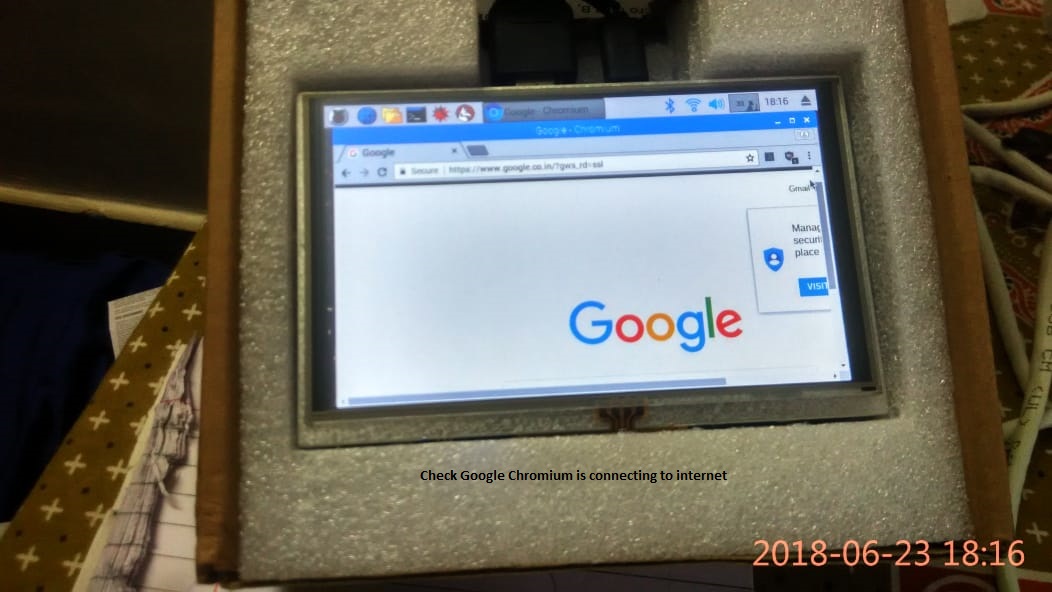 Google - Chromium
18:16
Google - Chromium
Google
Secure
https://www.google.co.in/?gws_rd=ssl
Gmail
Manag
securi
place
VISIT
Google
Check Google Chromium is connecting to internet
2018-06-23 18:16